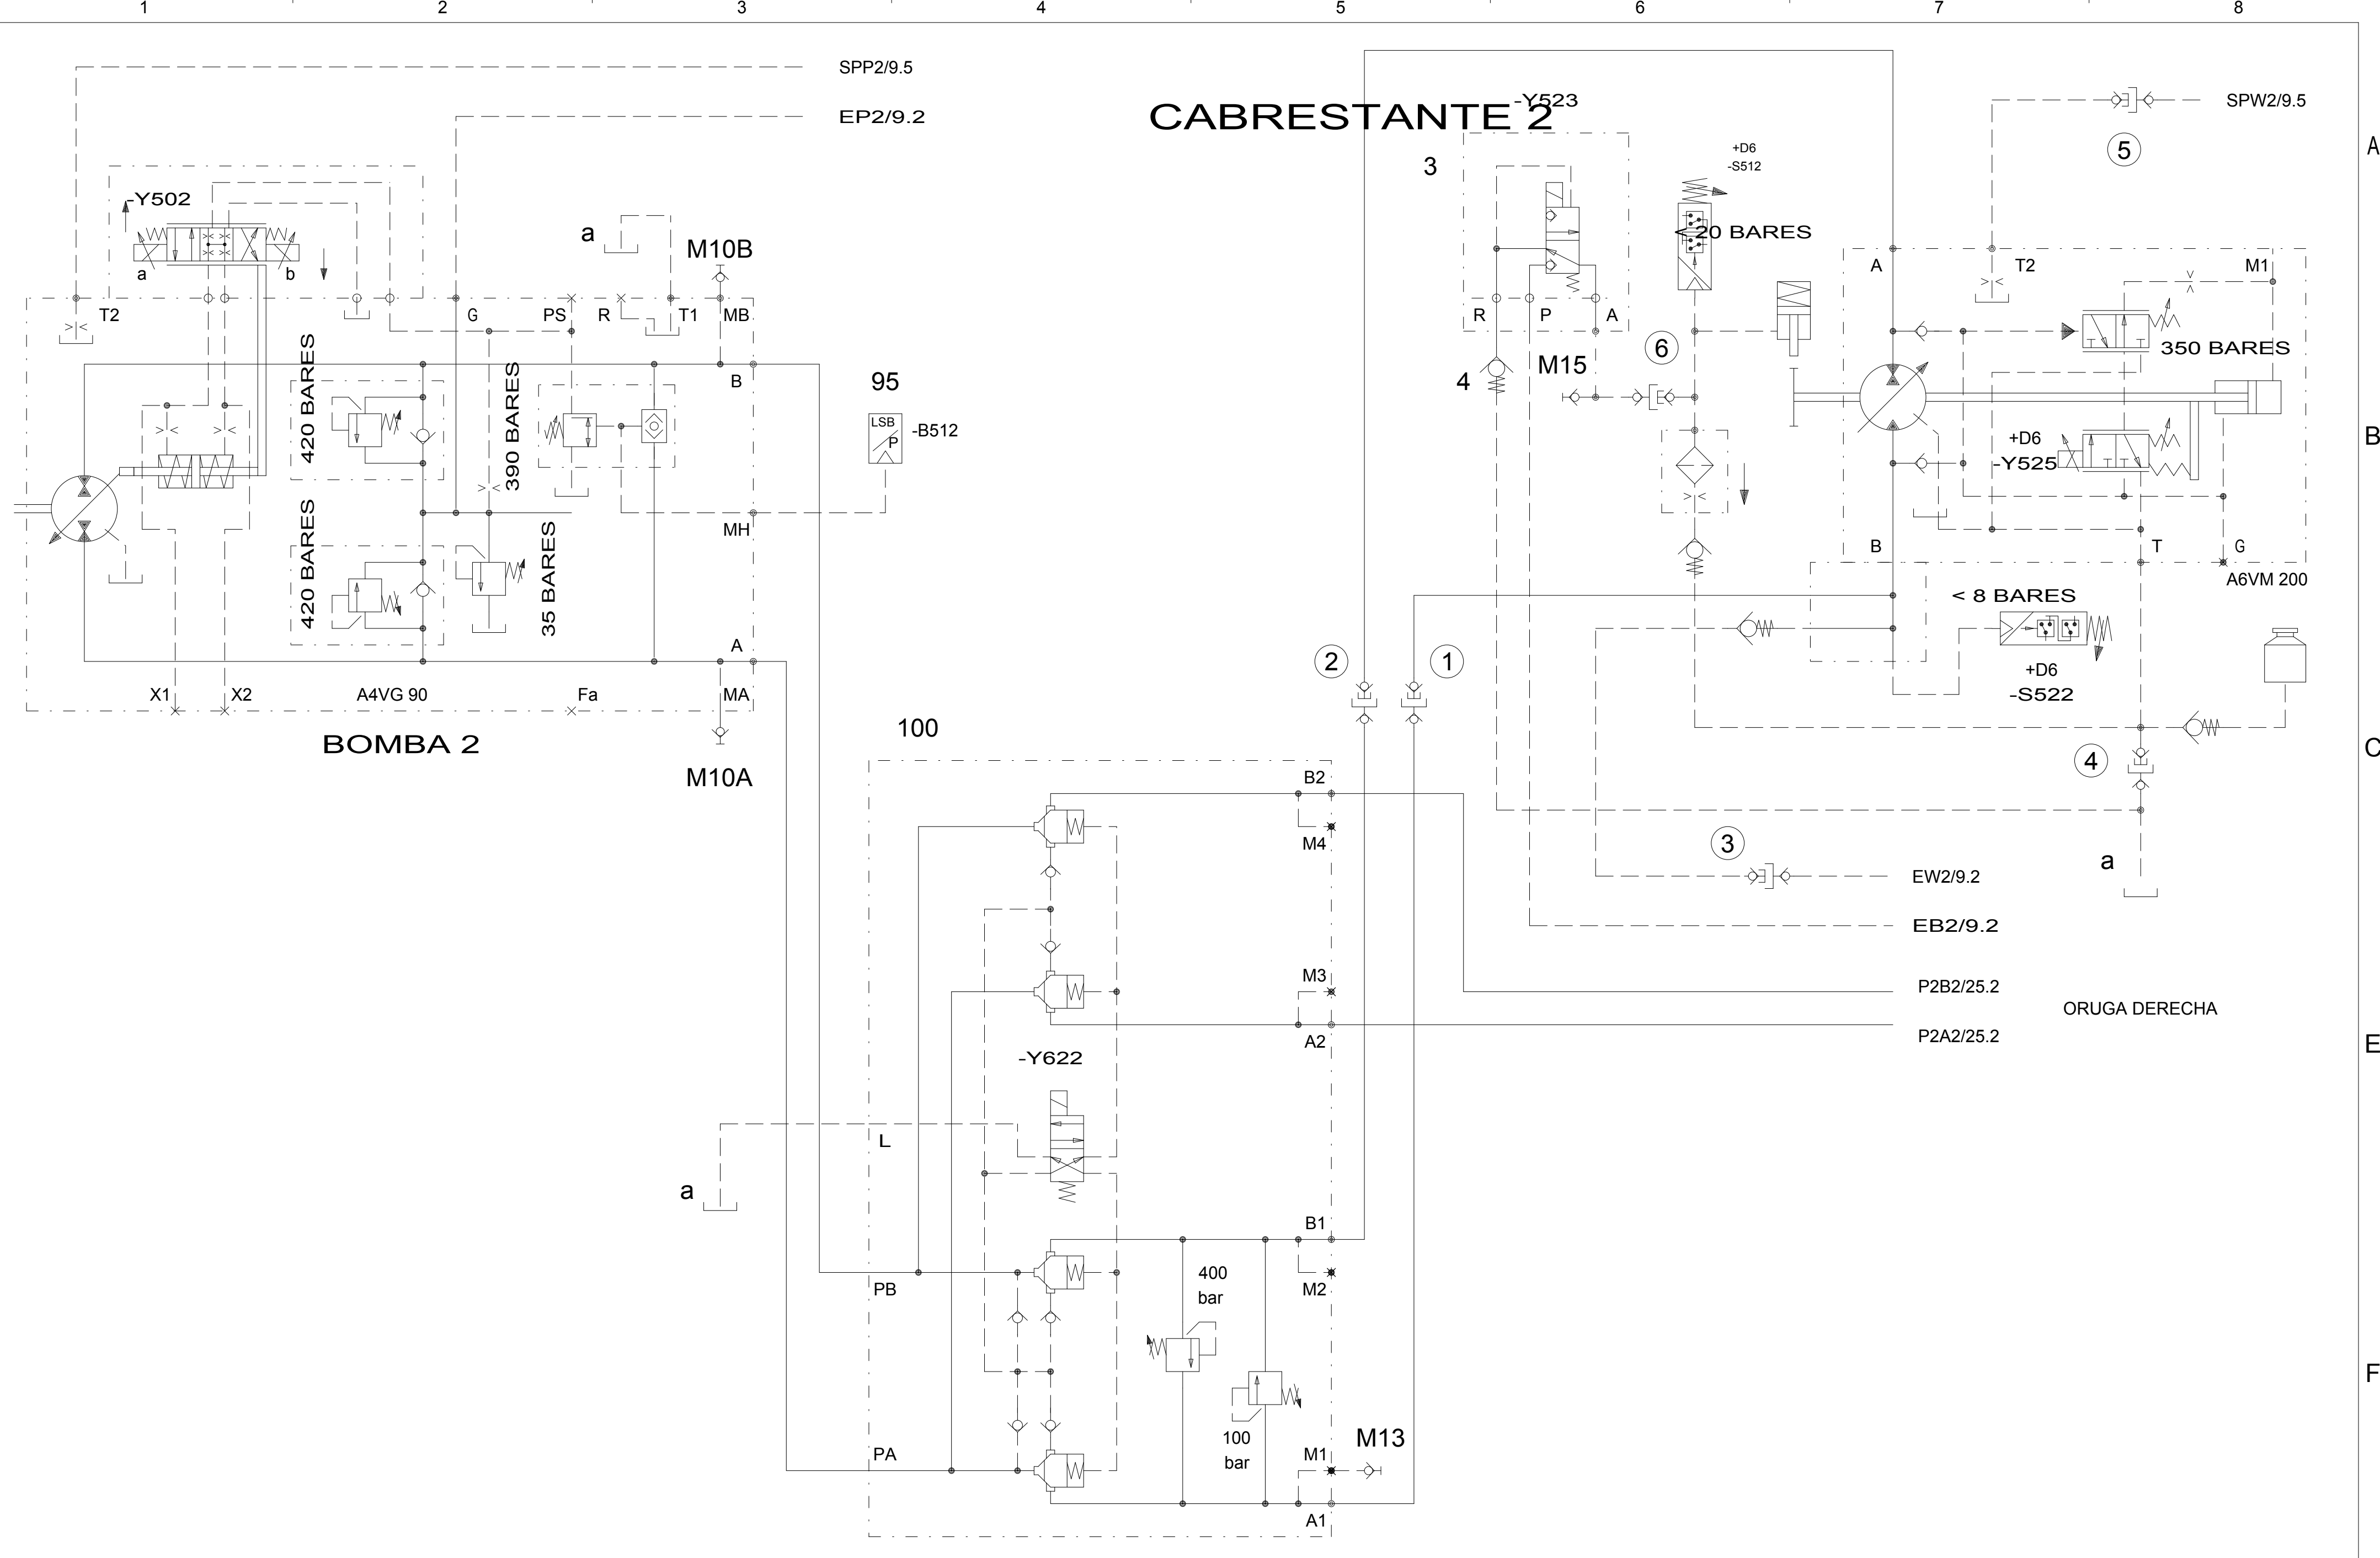 1 2 3 4 5 6 7 8
SPP2/9.5
EP2/9.2
CABRESTANTE 2
-Y523
SPW2/9.5
5
A
+D6
-S512
3
-Y502
a
b
a
M10B
< 20 BARES
T2
G
PS
R
T1
MB
R
P
A
A
T2
M1
350 BARES
6
M15
4
420 BARES
390 BARES
B
95
LSB
P
-B512
+D6
-Y525
B
MH
420 BARES
35 BARES
B
T
G
A6VM 200
< 8 BARES
+D6
-S522
A
2
1
X1
X2
A4VG 90
Fa
MA
BOMBA 2
M10A
100
C
4
B2
M4
3
EW2/9.2
a
EB2/9.2
M3
P2B2/25.2
ORUGA DERECHA
A2
P2A2/25.2
E
-Y622
L
a
B1
PB
400
bar
M2
F
100
bar
PA
M1
M13
A1